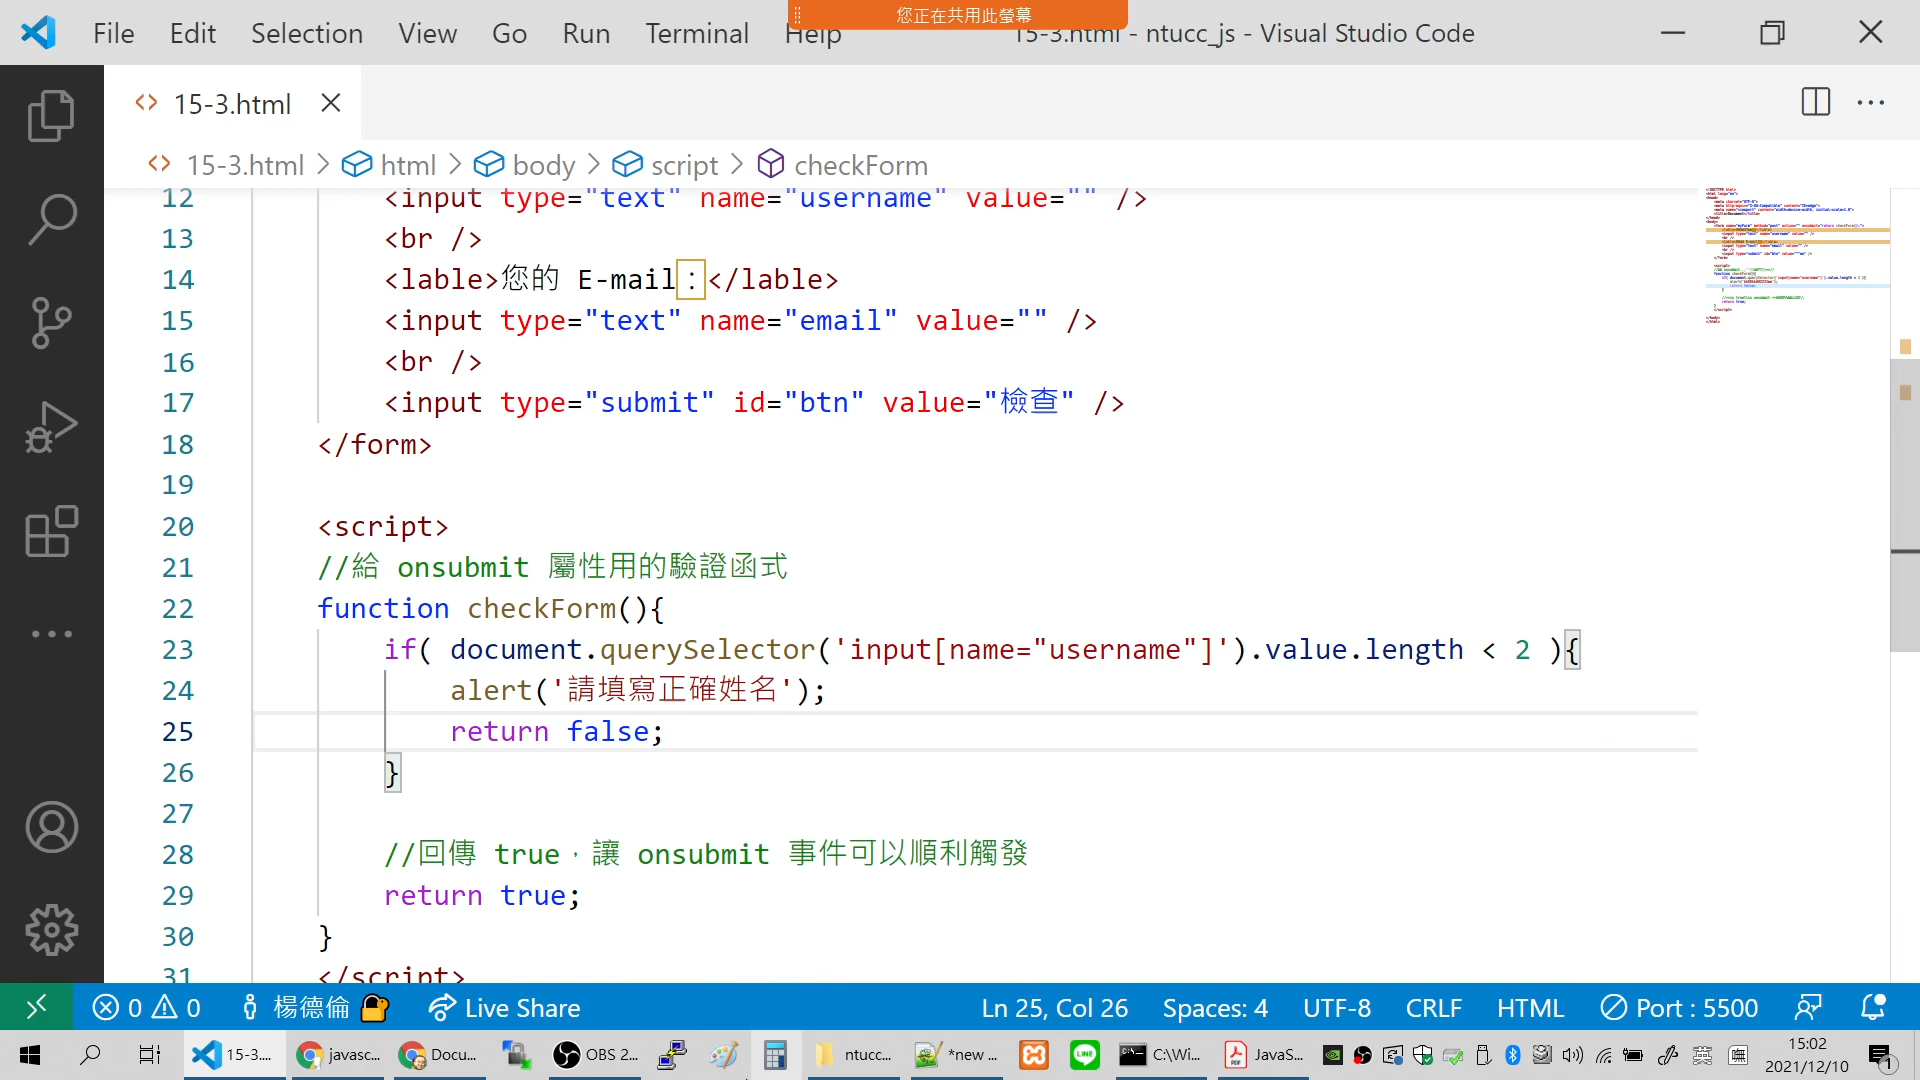 您正在共用此螢幕
File Edit Selection View Go Run Terminal Help 15-3.html - ntucc_js - Visual Studio Code
15-3.html
15-3.html > html > body > script > checkForm
12 <input type="text" name="username" value="" />
13 <br />
14 <lable>您的 E-mail：</lable>
15 <input type="text" name="email" value="" />
16 <br />
17 <input type="submit" id="btn" value="檢查" />
18 </form>
19
20 <script>
21 //給 onsubmit 屬性用的驗證函式
22 function checkForm(){
23 if( document.querySelector('input[name="username"]').value.length < 2 ){
24 alert('請填寫正確姓名');
25 return false;
26 }
27
28 //回傳 true，讓 onsubmit 事件可以順利觸發
29 return true;
30 }
31 </script>
0 0 楊德倫 Live Share Ln 25, Col 26 Spaces: 4 UTF-8 CRLF HTML Port : 5500
15-3.... javasc... Docu... OBS 2... ntucc... *new ... C:\Wi... JavaS... 英 15:02
2021/12/10 1